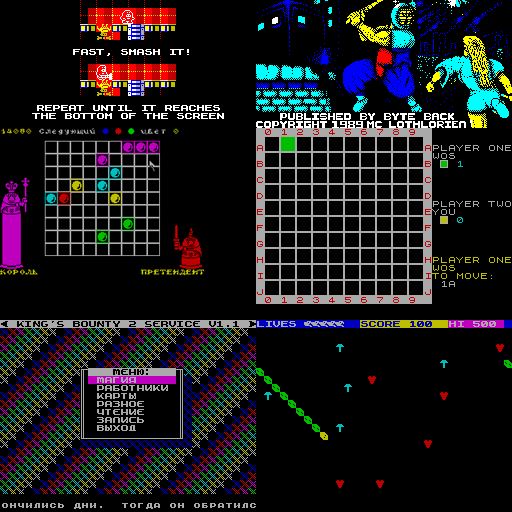 FAST, SMASH IT!
REPEAT UNTIL IT REACHES
THE BOTTOM OF THE SCREEN
PUBLISHED BY BYTE BACK
COPYRIGHT 1989 MC LOTHLORIEN
Следующий
цвет
КОРОЛЬ
ПРЕТЕНДЕНТ
0 1 2 3 4 5 6 7 8 9
A
B
C
D
E
F
G
H
I
J
0 1 2 3 4 5 6 7 8 9
PLAYER ONE
WOS
1
PLAYER TWO
YOU
0
PLAYER ONE
WOS
TO MOVE:
1A
KING'S BOUNTY 2 SERVICE V1.1
МЕНЮ:
МАГИЯ
РАБОТНИКИ
КАРТЫ
РАЗНОЕ
ЧТЕНИЕ
ЗАПИСЬ
ВЫХОД
ОНЧИЛИСЬ ДНИ. ТОГДА ОН ОБРАТИЛС
LIVES
SCORE 100
HI 500